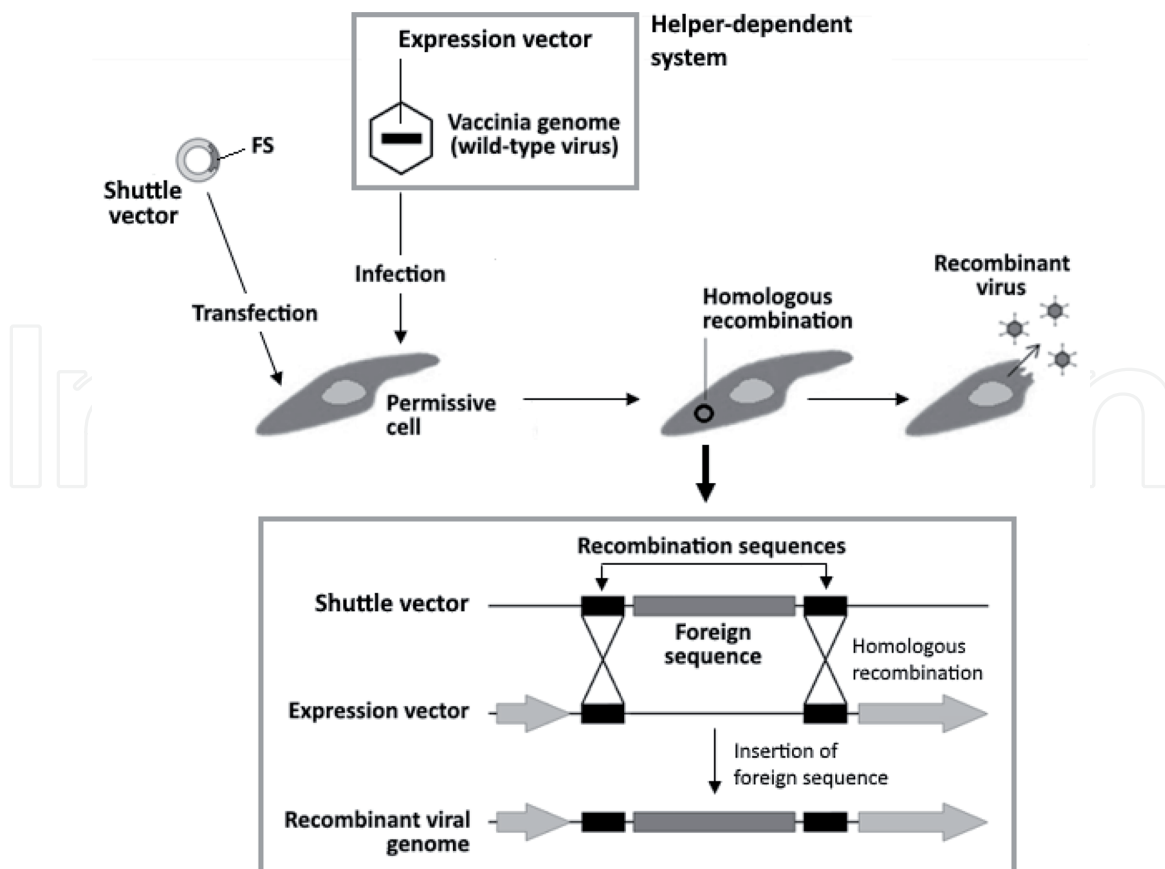 Expression vector
Helper-dependent
system
Vaccinia genome
(wild-type virus)
FS
Shuttle
vector
Infection
Transfection
Permissive
cell
Homologous
recombination
Recombinant
virus
Recombination sequences
Shuttle vector
Foreign
sequence
Homologous
recombination
Expression vector
Insertion of
foreign sequence
Recombinant viral
genome